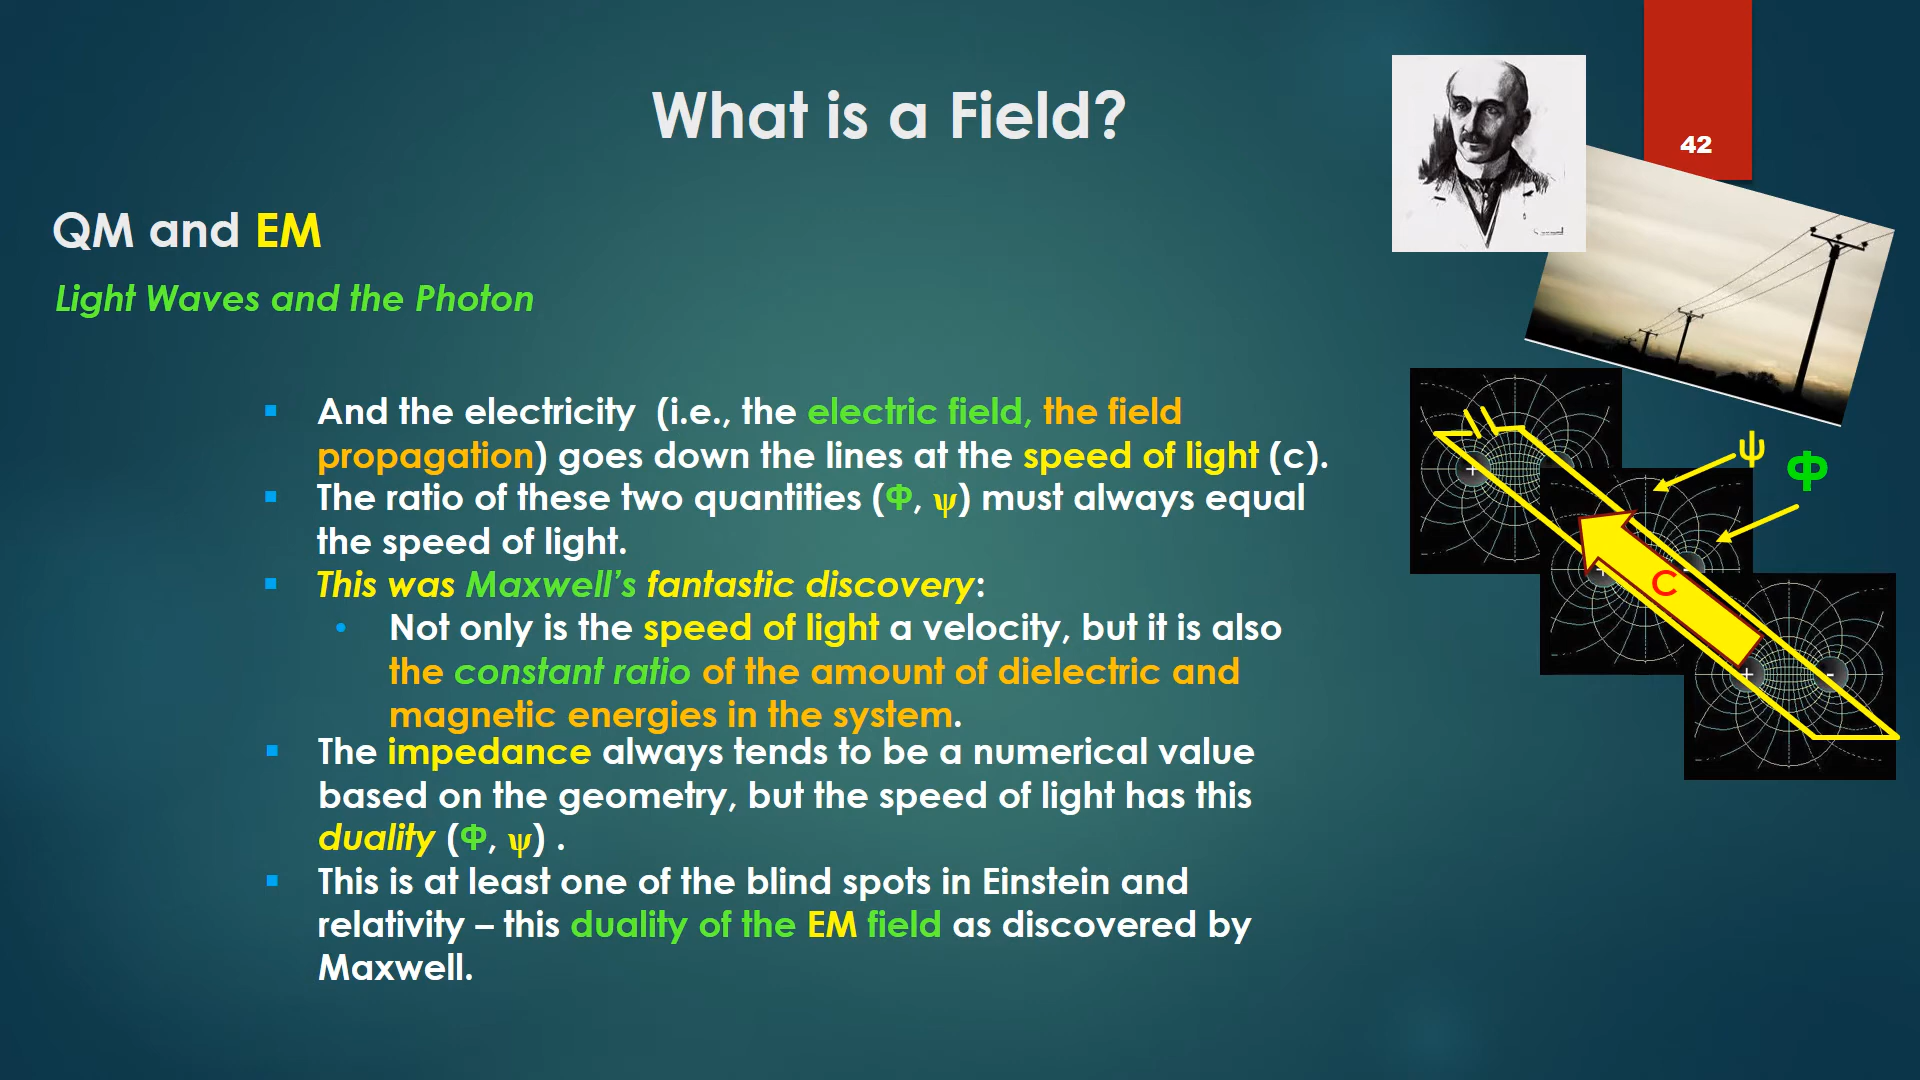 What is a Field?
42
QM and EM
Light Waves and the Photon
And the electricity (i.e., the electric field, the field
propagation) goes down the lines at the speed of light (c).
The ratio of these two quantities (Φ, ψ) must always equal
the speed of light.
This was Maxwell’s fantastic discovery:
Not only is the speed of light a velocity, but it is also
the constant ratio of the amount of dielectric and
magnetic energies in the system.
The impedance always tends to be a numerical value
based on the geometry, but the speed of light has this
duality (Φ, ψ) .
This is at least one of the blind spots in Einstein and
relativity – this duality of the EM field as discovered by
Maxwell.
ψ
Φ
+
+ -
C
+ -